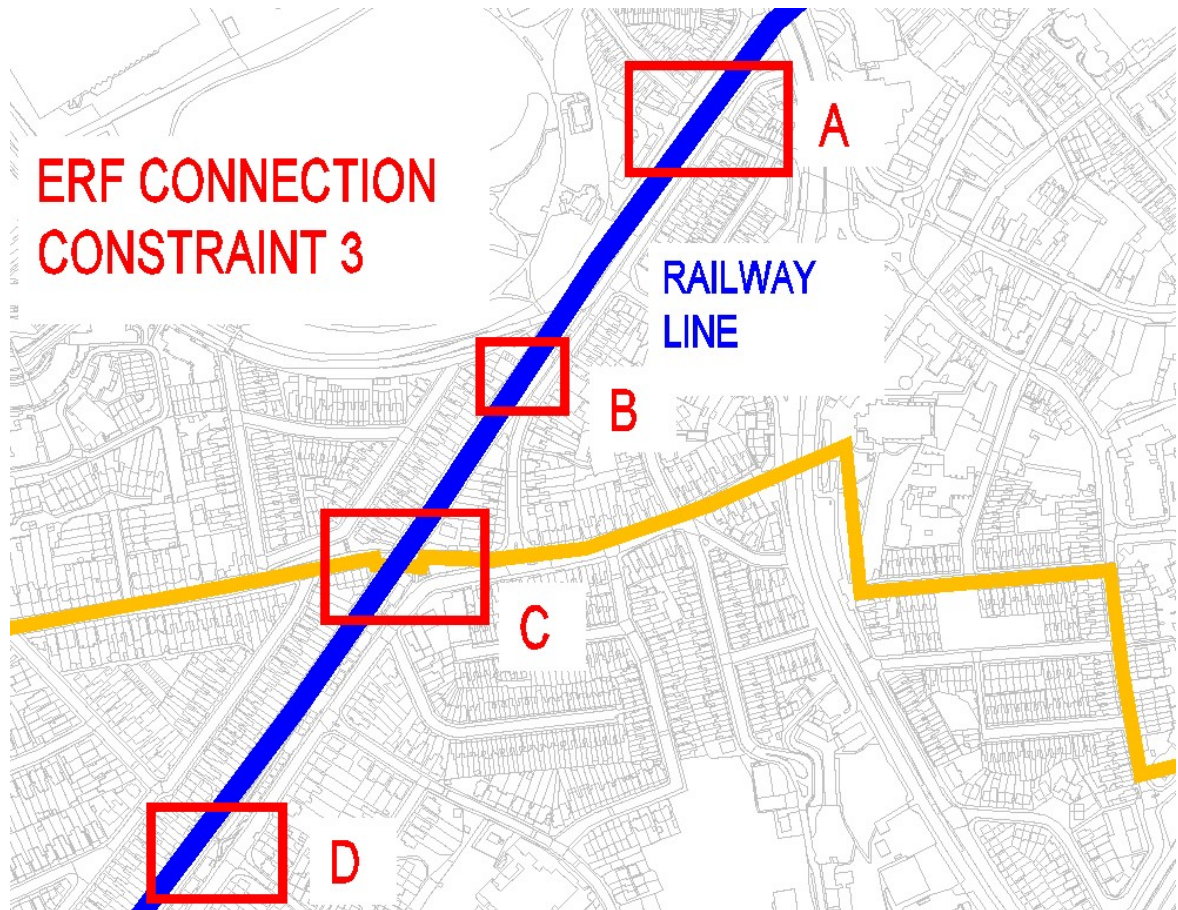 ERF CONNECTION
CONSTRAINT 3
A
RAILWAY
LINE
B
C
D